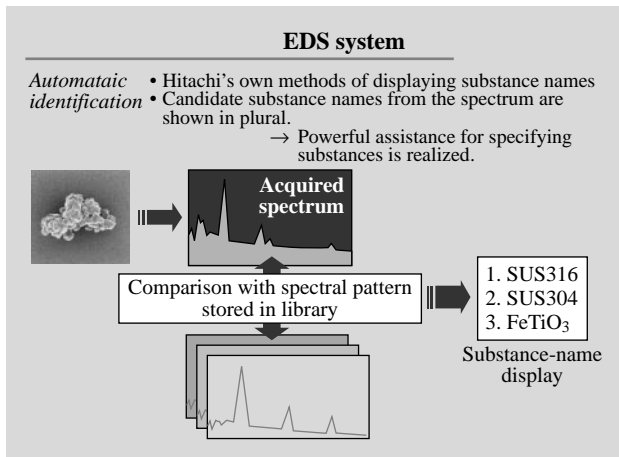 EDS system
Automataic identification
• Hitachi's own methods of displaying substance names
• Candidate substance names from the spectrum are
shown in plural.
→ Powerful assistance for specifying
substances is realized.
Acquired
spectrum
Comparison with spectral pattern
stored in library
1. SUS316
2. SUS304
3. FeTiO₃
Substance-name
display